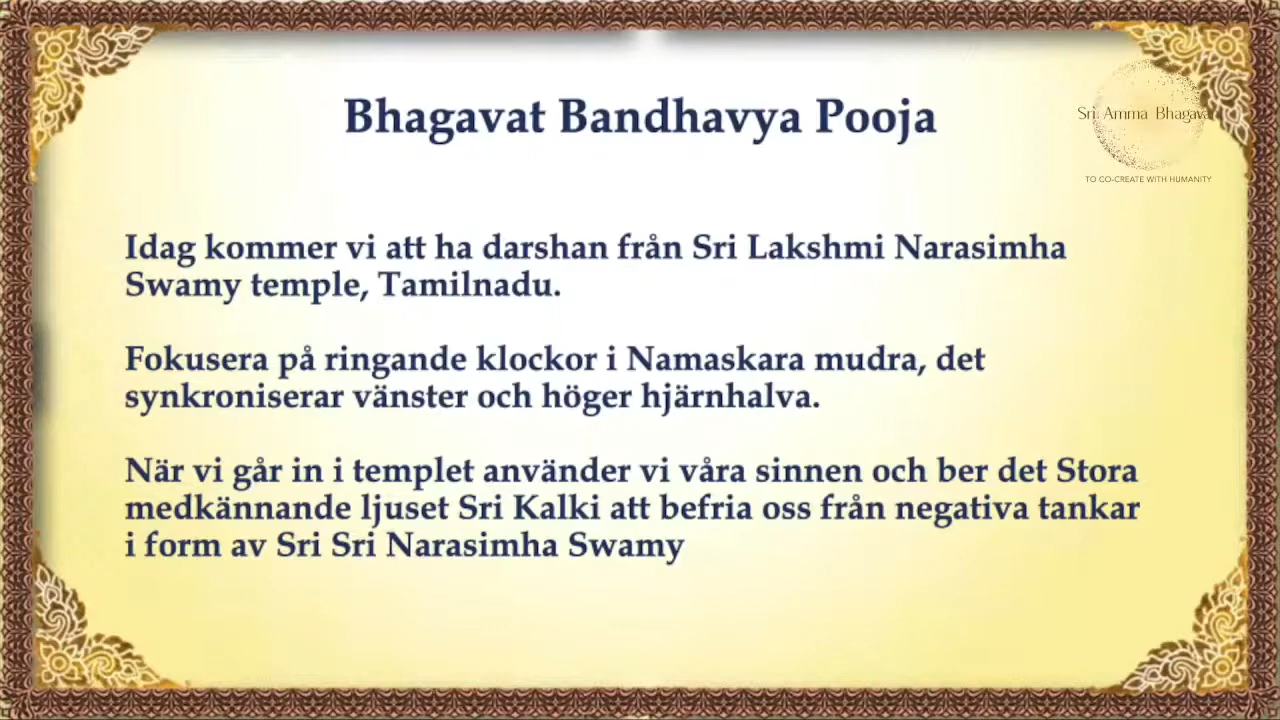 Bhagavat Bandhavya Pooja
Sri Amma Bhagava
TO CO-CREATE WITH HUMANITY
Idag kommer vi att ha darshan från Sri Lakshmi Narasimha
Swamy temple, Tamilnadu.
Fokusera på ringande klockor i Namaskara mudra, det
synkroniserar vänster och höger hjärnhalva.
När vi går in i templet använder vi våra sinnen och ber det Stora
medkännande ljuset Sri Kalki att befria oss från negativa tankar
i form av Sri Sri Narasimha Swamy